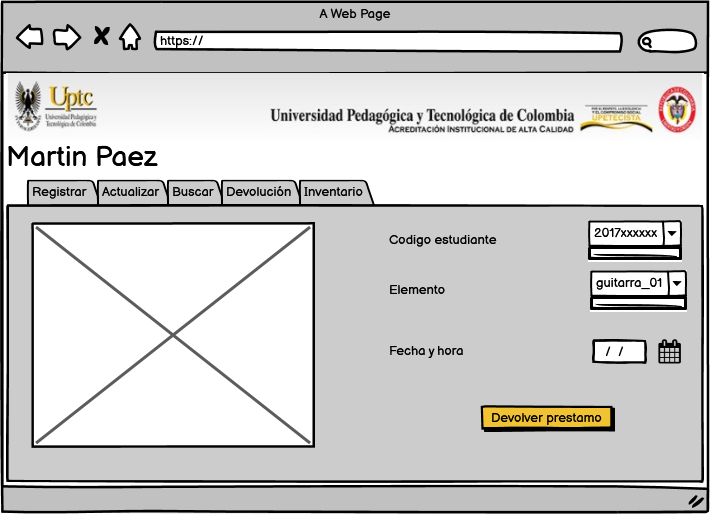 A Web Page
https://
Uptc
Universidad Pedagógica y
Tecnológica de Colombia
Universidad Pedagógica y Tecnológica de Colombia
ACREDITACIÓN INSTITUCIONAL DE ALTA CALIDAD
UPETECISTA
Martin Paez
Registrar
Actualizar
Buscar
Devolución
Inventario
Codigo estudiante
2017xxxxxx
Elemento
guitarra_01
Fecha y hora
/ /
Devolver prestamo